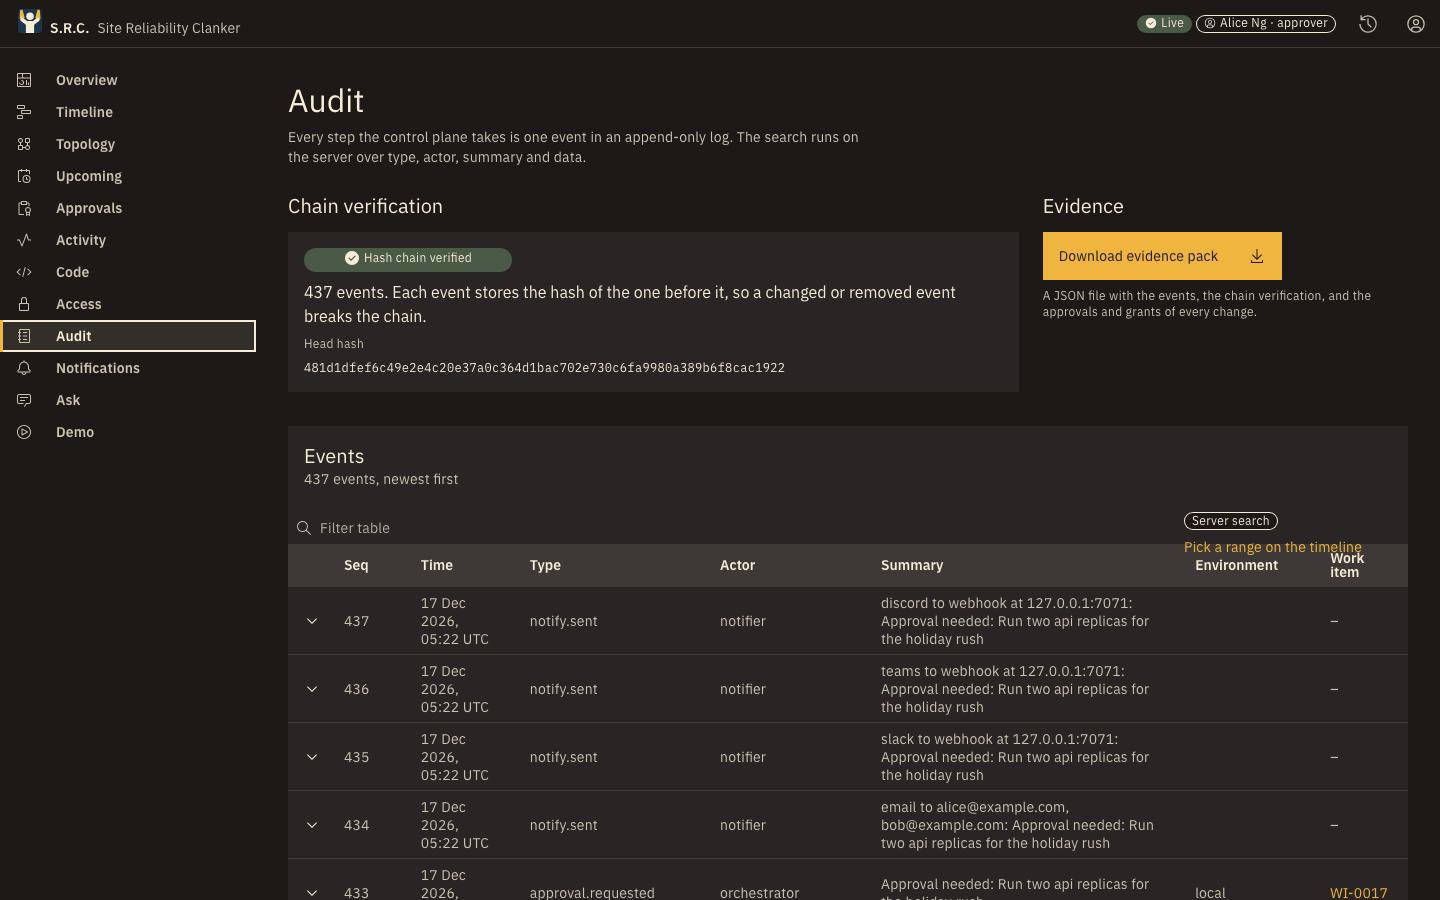 S.R.C. Site Reliability Clanker
Live
Alice Ng · approver
Overview
Timeline
Topology
Upcoming
Approvals
Activity
Code
Access
Audit
Notifications
Ask
Demo
Audit
Every step the control plane takes is one event in an append-only log. The search runs on
the server over type, actor, summary and data.
Chain verification
Hash chain verified
437 events. Each event stores the hash of the one before it, so a changed or removed event
breaks the chain.
Head hash
481d1dfef6c49e2e4c20e37a0c364d1bac702e730c6fa9980a389b6f8cac1922
Evidence
Download evidence pack
A JSON file with the events, the chain verification, and the
approvals and grants of every change.
Events
437 events, newest first
Filter table
Server search
Pick a range on the timeline
Seq Time Type Actor Summary Environment Work
item
437 17 Dec
2026,
05:22 UTC notify.sent notifier discord to webhook at 127.0.0.1:7071:
Approval needed: Run two api replicas for
the holiday rush –
436 17 Dec
2026,
05:22 UTC notify.sent notifier teams to webhook at 127.0.0.1:7071:
Approval needed: Run two api replicas for
the holiday rush –
435 17 Dec
2026,
05:22 UTC notify.sent notifier slack to webhook at 127.0.0.1:7071:
Approval needed: Run two api replicas for
the holiday rush –
434 17 Dec
2026,
05:22 UTC notify.sent notifier email to alice@example.com,
bob@example.com: Approval needed: Run
two api replicas for the holiday rush –
433 17 Dec
2026, approval.requested orchestrator Approval needed: Run two api replicas for
local WI-0017